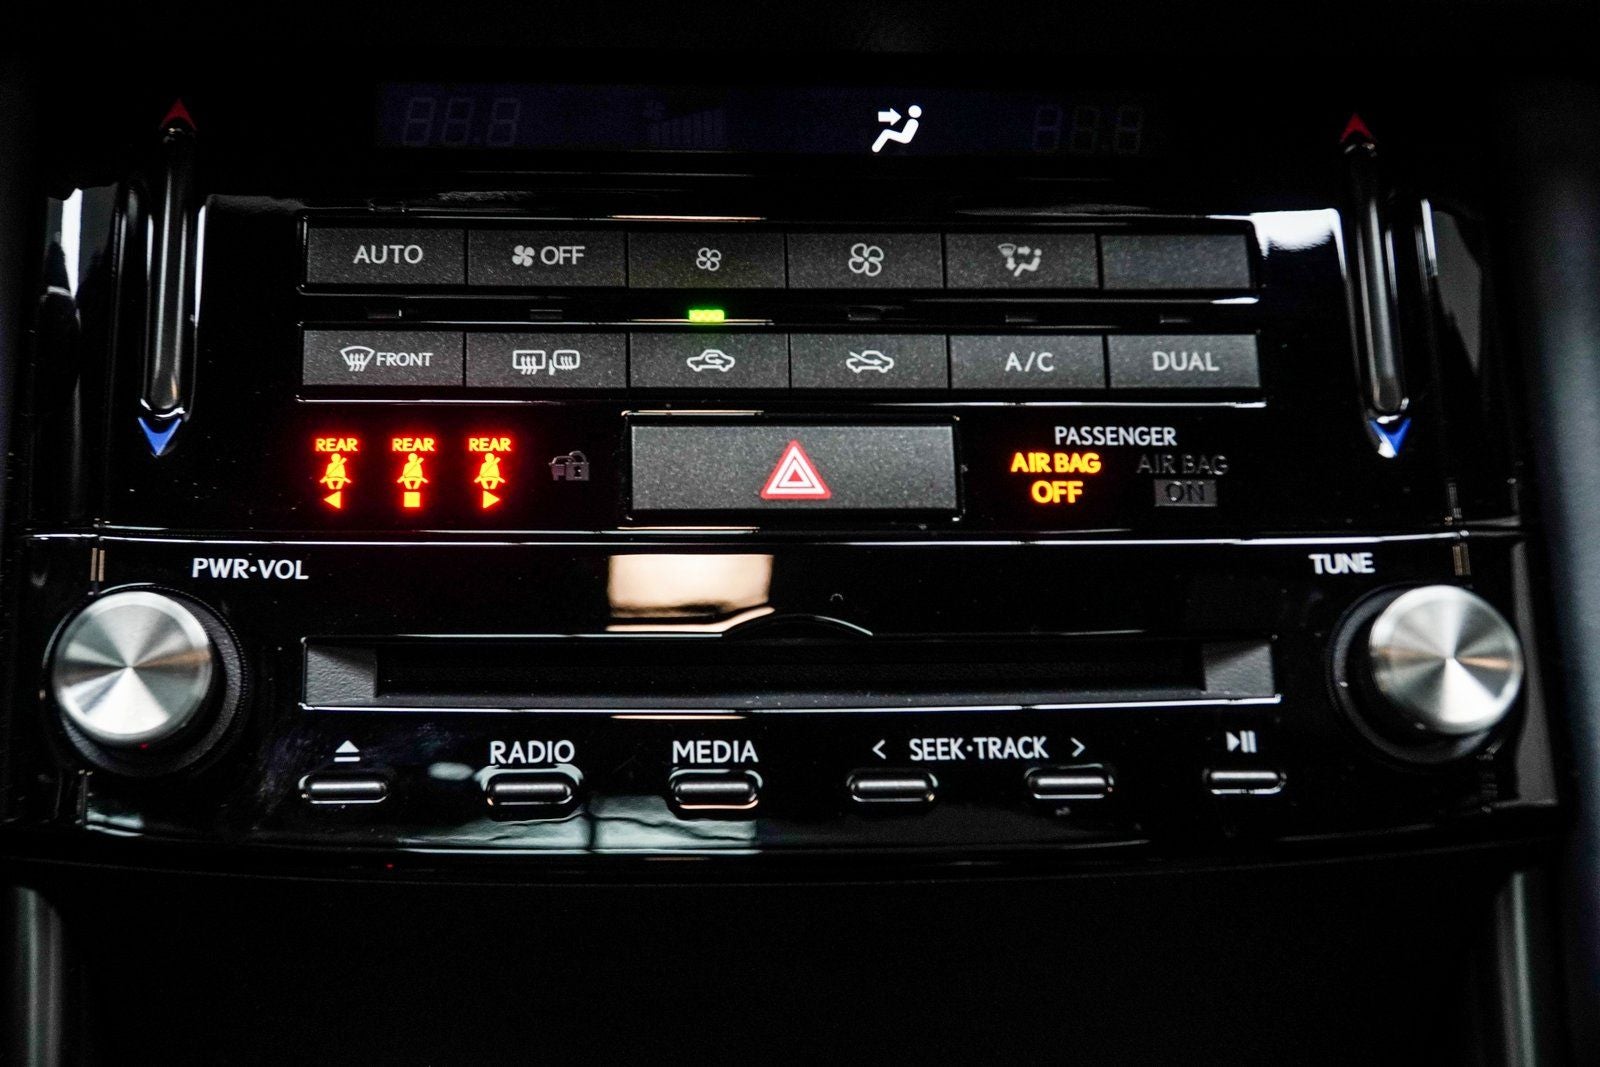 AUTO
OFF
FRONT
A/C
DUAL
REAR
REAR
REAR
PASSENGER
AIR BAG
OFF
AIR BAG
ON
PWR·VOL
TUNE
RADIO
MEDIA
< SEEK·TRACK >